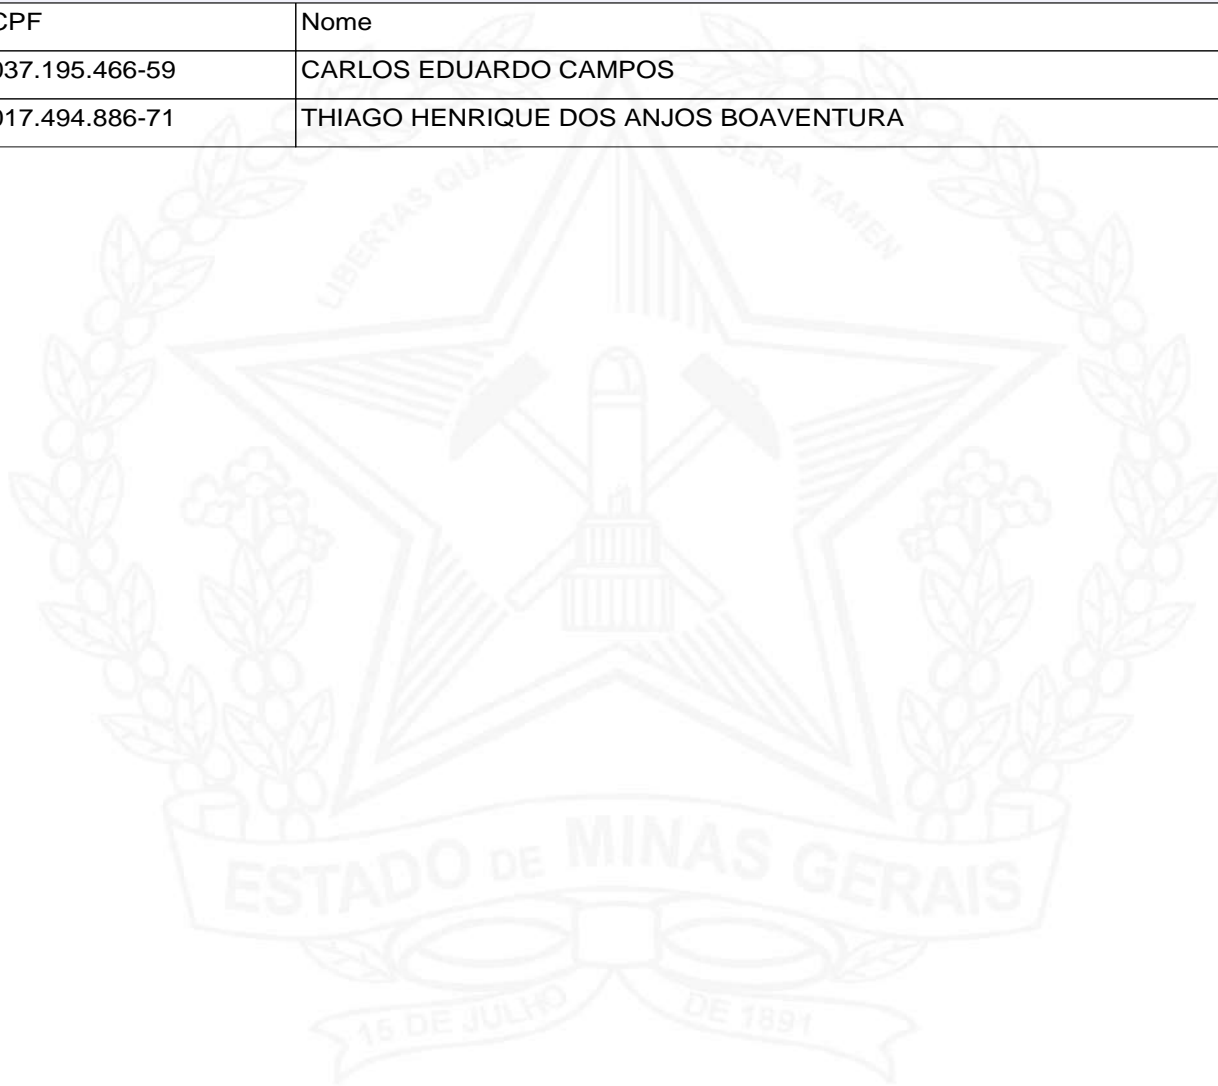 CPF Nome
037.195.466-59 CARLOS EDUARDO CAMPOS
017.494.886-71 THIAGO HENRIQUE DOS ANJOS BOAVENTURA
LIBERTAS QUAE SERA TAMEN
ESTADO DE MINAS GERAIS
15 DE JULHO DE 1891